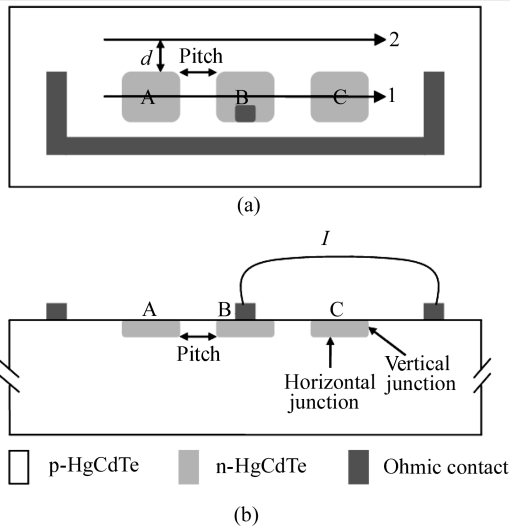 2
d
Pitch
A
B
C
1
(a)
I
A
B
C
Pitch
Vertical
junction
Horizontal
junction
p-HgCdTe
n-HgCdTe
Ohmic contact
(b)